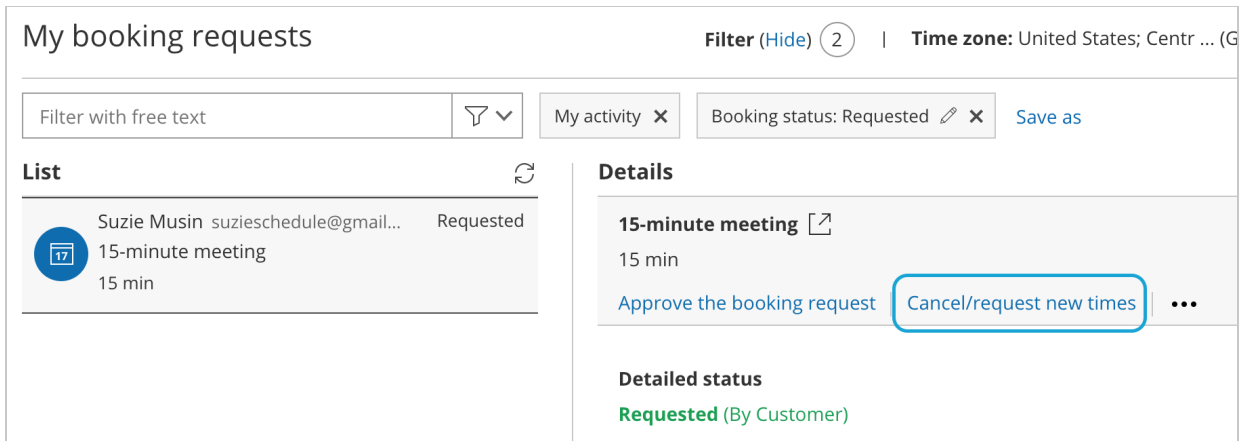 My booking requests
Filter (Hide) 2 | Time zone: United States; Centr ... (G
Filter with free text
My activity
Booking status: Requested
Save as
List
Suzie Musin suzieschedule@gmail... Requested
17
15-minute meeting
15 min
Details
15-minute meeting
15 min
Approve the booking request
Cancel/request new times
Detailed status
Requested (By Customer)